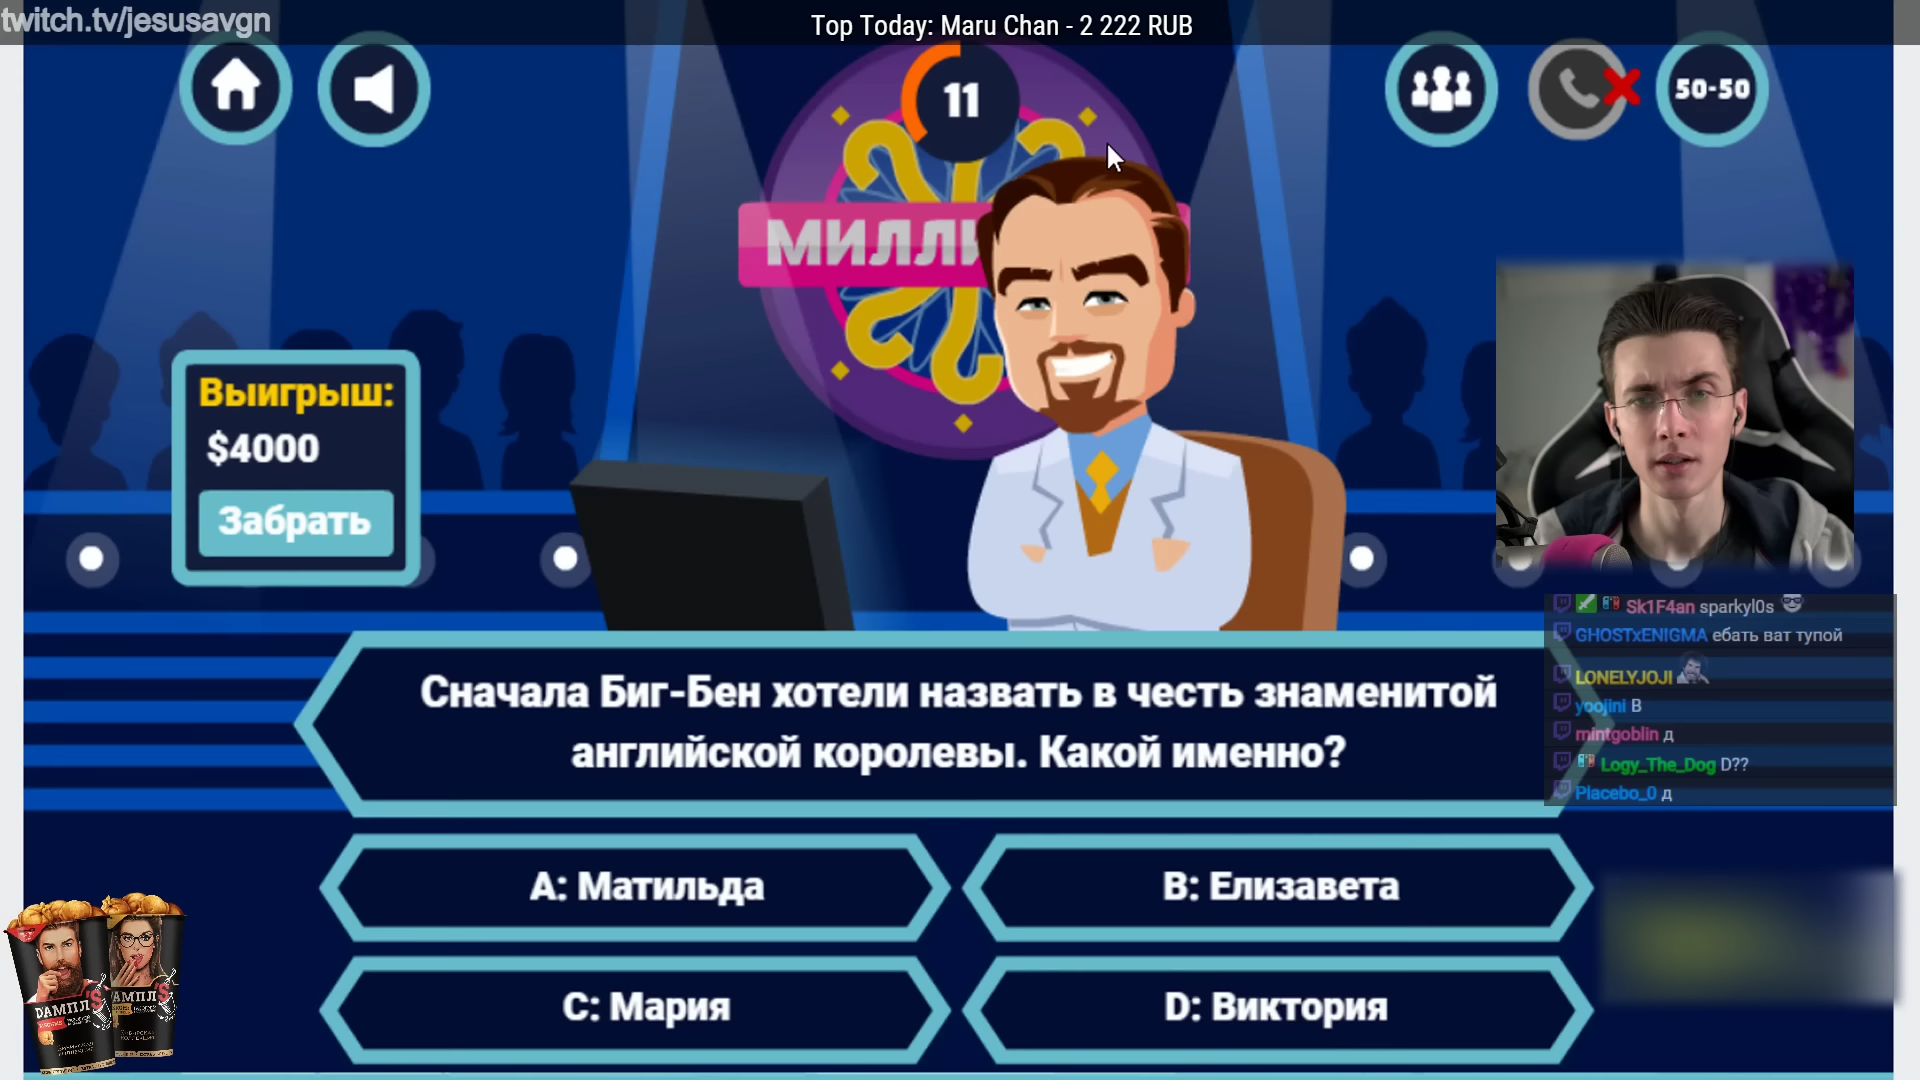 twitch.tv/jesusavgn
Top Today: Maru Chan - 2 222 RUB
11
50-50
Выигрыш:
$4000
Забрать
Sk1F4an sparkyl0s
GHOSTxENIGMA ебать ват тупой
LONELYJOJI
yoojini B
mintgoblin д
Logy_The_Dog D??
Placebo_0 д
Сначала Биг-Бен хотели назвать в честь знаменитой
английской королевы. Какой именно?
A: Матильда
B: Елизавета
C: Мария
D: Виктория